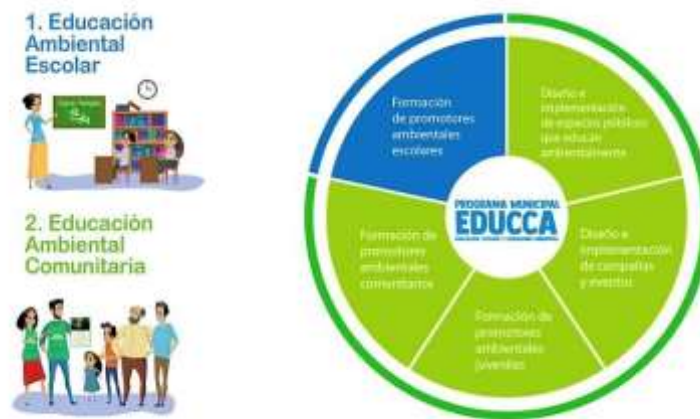 1. Educación
Ambiental
Escolar
2. Educación
Ambiental
Comunitaria
Formación
de promotores
ambientales
escolares
Diseño e
implementación
de espacios públicos
que educan
ambientalmente
Formación de
promotores
ambientales
comunitarios
PROGRAMA MUNICIPAL
EDUCCA
Diseño e
implementación
de campañas
y eventos
Formación de
promotores
ambientales
juveniles